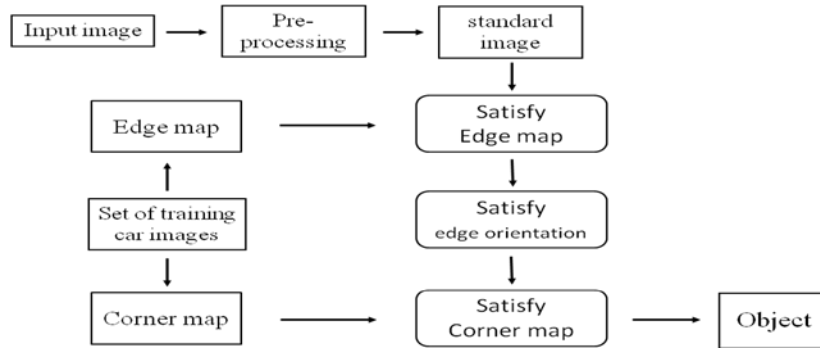 Input image
Pre-
processing
standard
image
Edge map
Satisfy
Edge map
Set of training
car images
Satisfy
edge orientation
Corner map
Satisfy
Corner map
Object